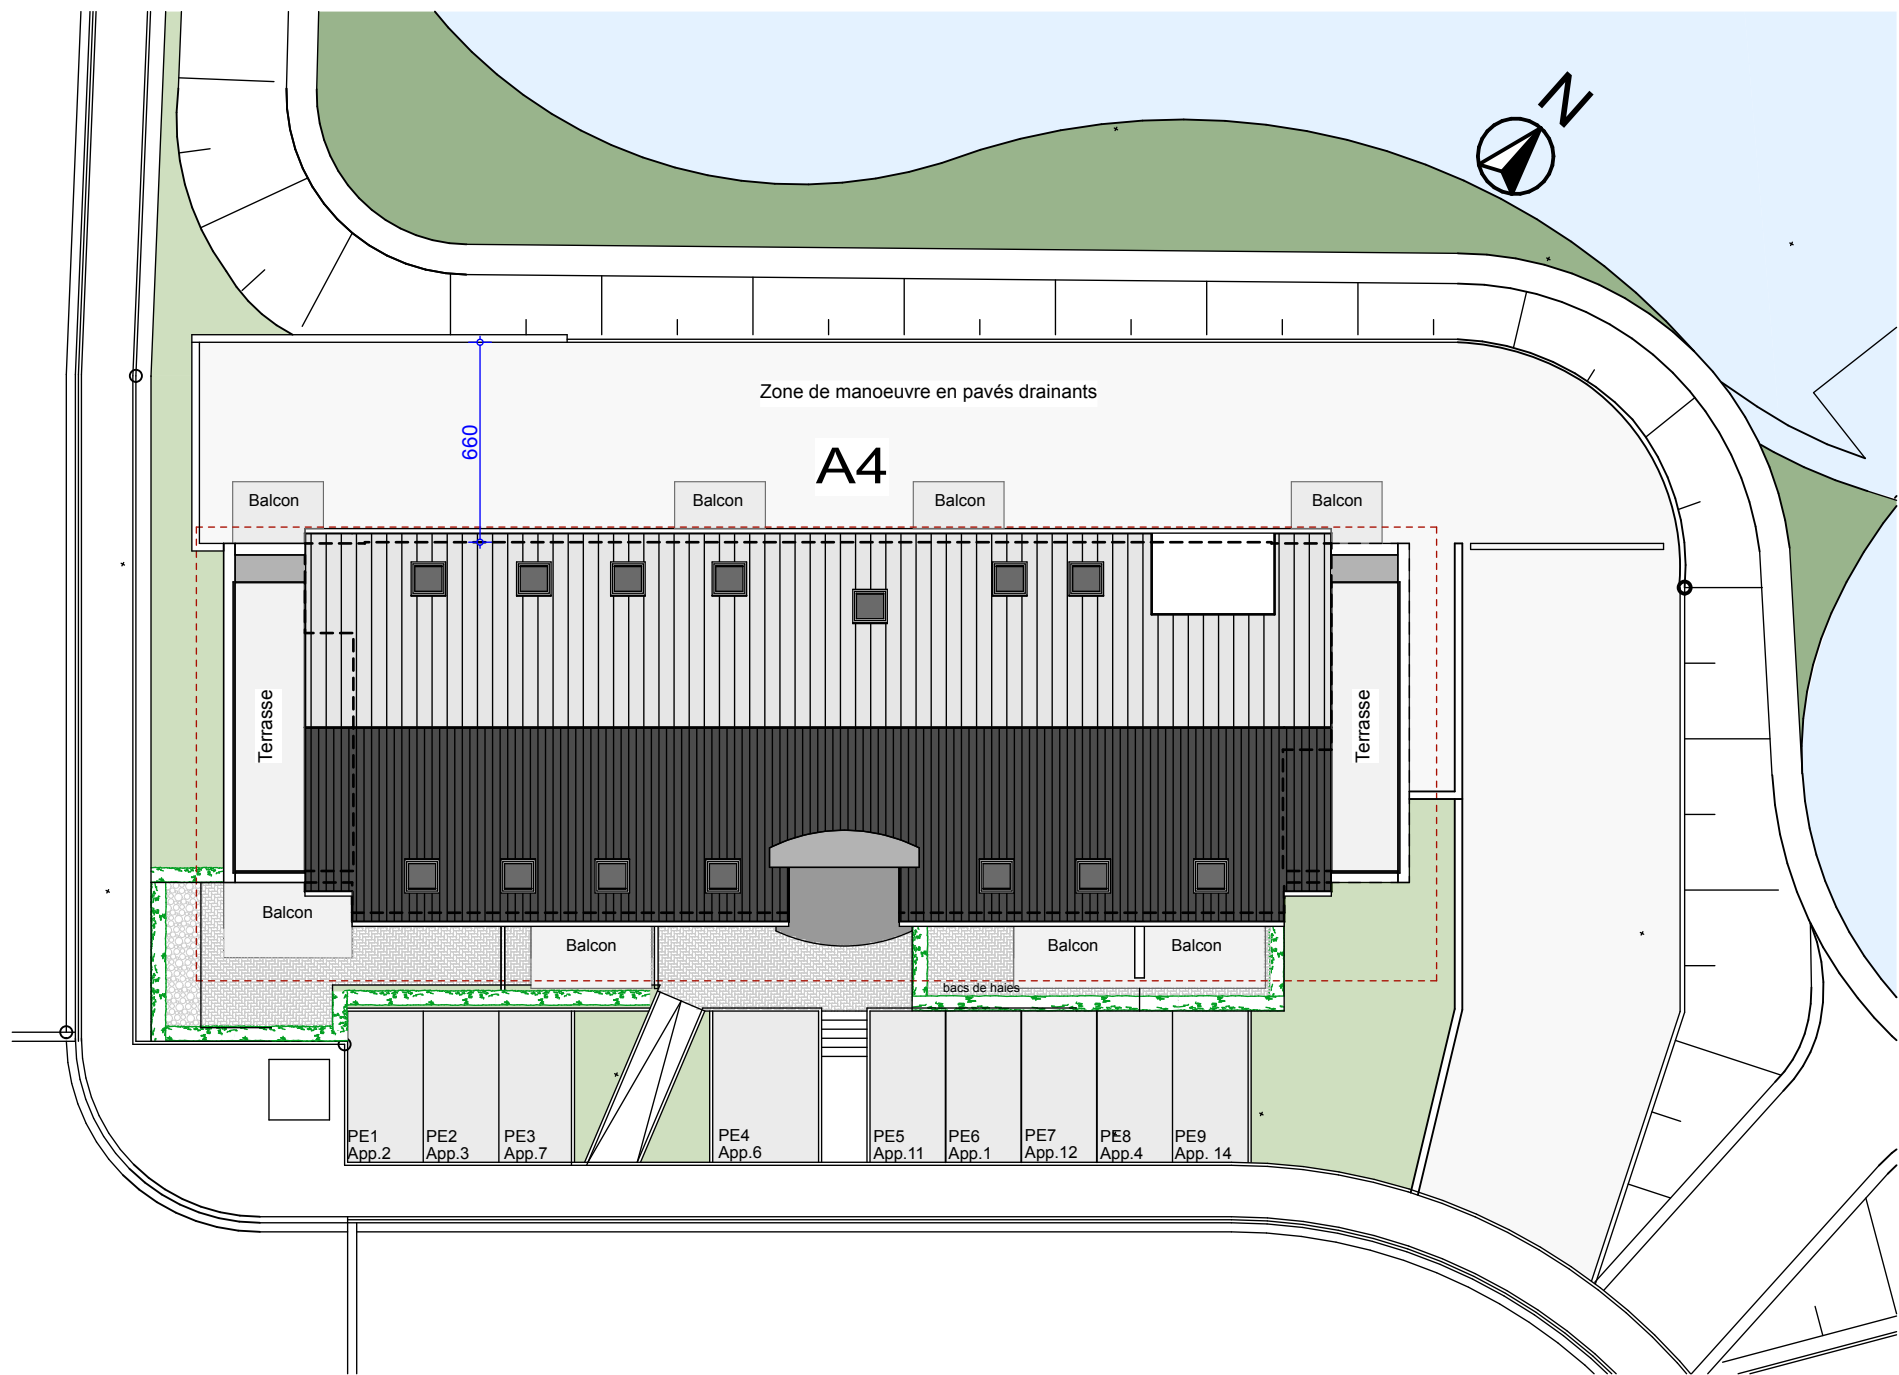 N
Zone de manoeuvre en pavés drainants
660
A4
Balcon
Balcon
Balcon
Balcon
Terrasse
Terrasse
Balcon
Balcon
Balcon
Balcon
bacs de haies
PE1
App.2
PE2
App.3
PE3
App.7
PE4
App.6
PE5
App.11
PE6
App.1
PE7
App.12
PE8
App.4
PE9
App. 14